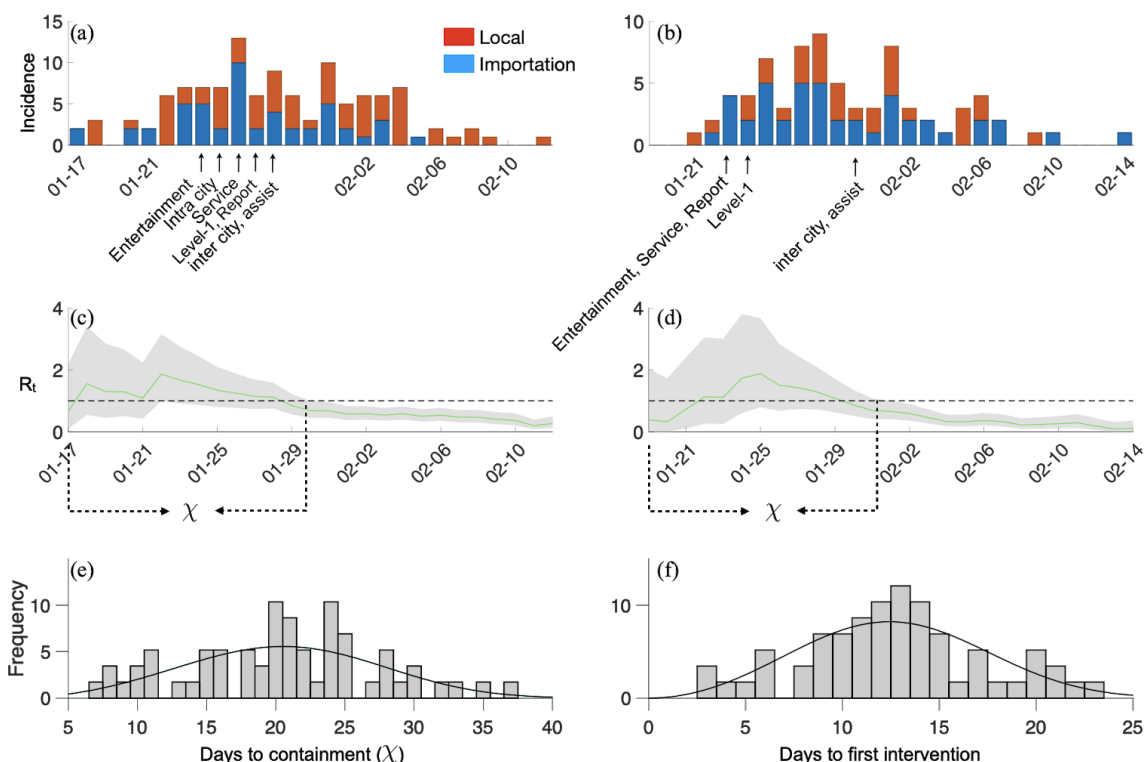 (a)
15
10
5
0
Incidence
Local
Importation
01-17
01-21
02-02
02-06
02-10
Entertainment
Intra city
Service
Level-1, Report
inter city, assist
(b)
10
5
0
01-21
02-02
02-06
02-10
02-14
Entertainment, Service, Report
Level-1
inter city, assist
(c)
4
2
0
Rt
01-17
01-21
01-25
01-29
02-02
02-06
02-10
χ
(d)
4
2
0
01-21
01-25
01-29
02-02
02-06
02-10
02-14
χ
(e)
10
5
0
Frequency
5 10 15 20 25 30 35 40
Days to containment (χ)
(f)
10
5
0
0 5 10 15 20 25
Days to first intervention